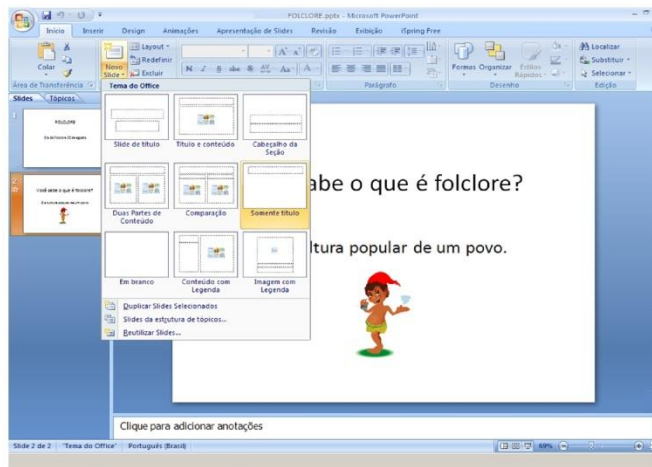 FOLCLORE.pptx - Microsoft PowerPoint
Início Inserir Design Animações Apresentação de Slides Revisão Exibição iSpring Free
Colar
Novo Slide
Layout
Redefinir
Excluir
Formas Organizar Estilos Rápidos
Localizar
Substituir
Selecionar
Área de Transferência
Parágrafo
Desenho
Edição
Slides Tópicos
Tema do Office
Slide de título Título e conteúdo Cabeçalho da Seção
Duas Partes de Conteúdo Comparação Somente título
Em branco Conteúdo com Legenda Imagem com Legenda
Duplicar Slides Selecionados
Slides da estrutura de tópicos...
Reutilizar Slides...
1
FOLCLORE
2
Você sabe o que é folclore?
abe o que é folclore?
ltura popular de um povo.
Clique para adicionar anotações
Slide 2 de 2 "Tema do Office" Português (Brasil) 69%